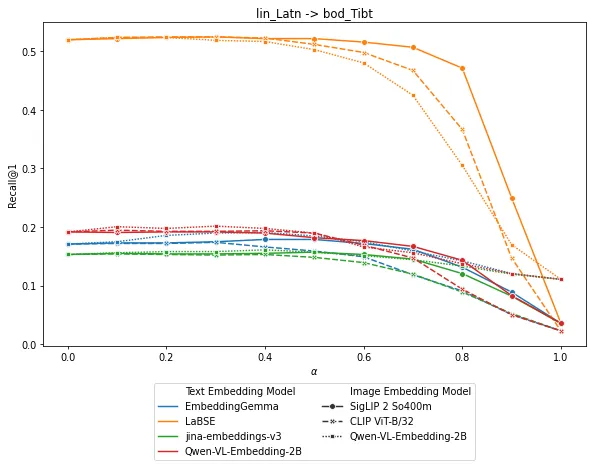 lin_Latn -> bod_Tibt
Recall@1
0.5
0.4
0.3
0.2
0.1
0.0
0.0 0.2 0.4 0.6 0.8 1.0
α
Text Embedding Model Image Embedding Model
EmbeddingGemma SigLIP 2 So400m
LaBSE CLIP ViT-B/32
jina-embeddings-v3 Qwen-VL-Embedding-2B
Qwen-VL-Embedding-2B